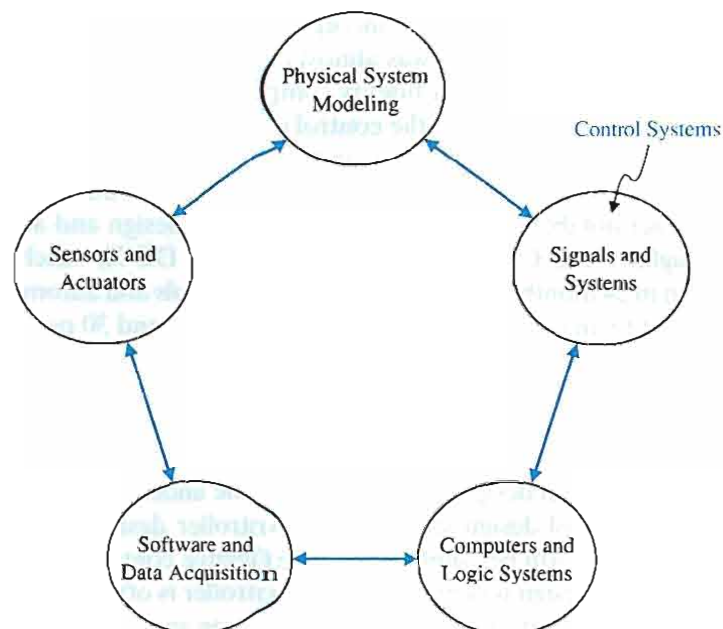 Physical System
Modeling
Control Systems
Sensors and
Actuators
Signals and
Systems
Software and
Data Acquisition
Computers and
Logic Systems